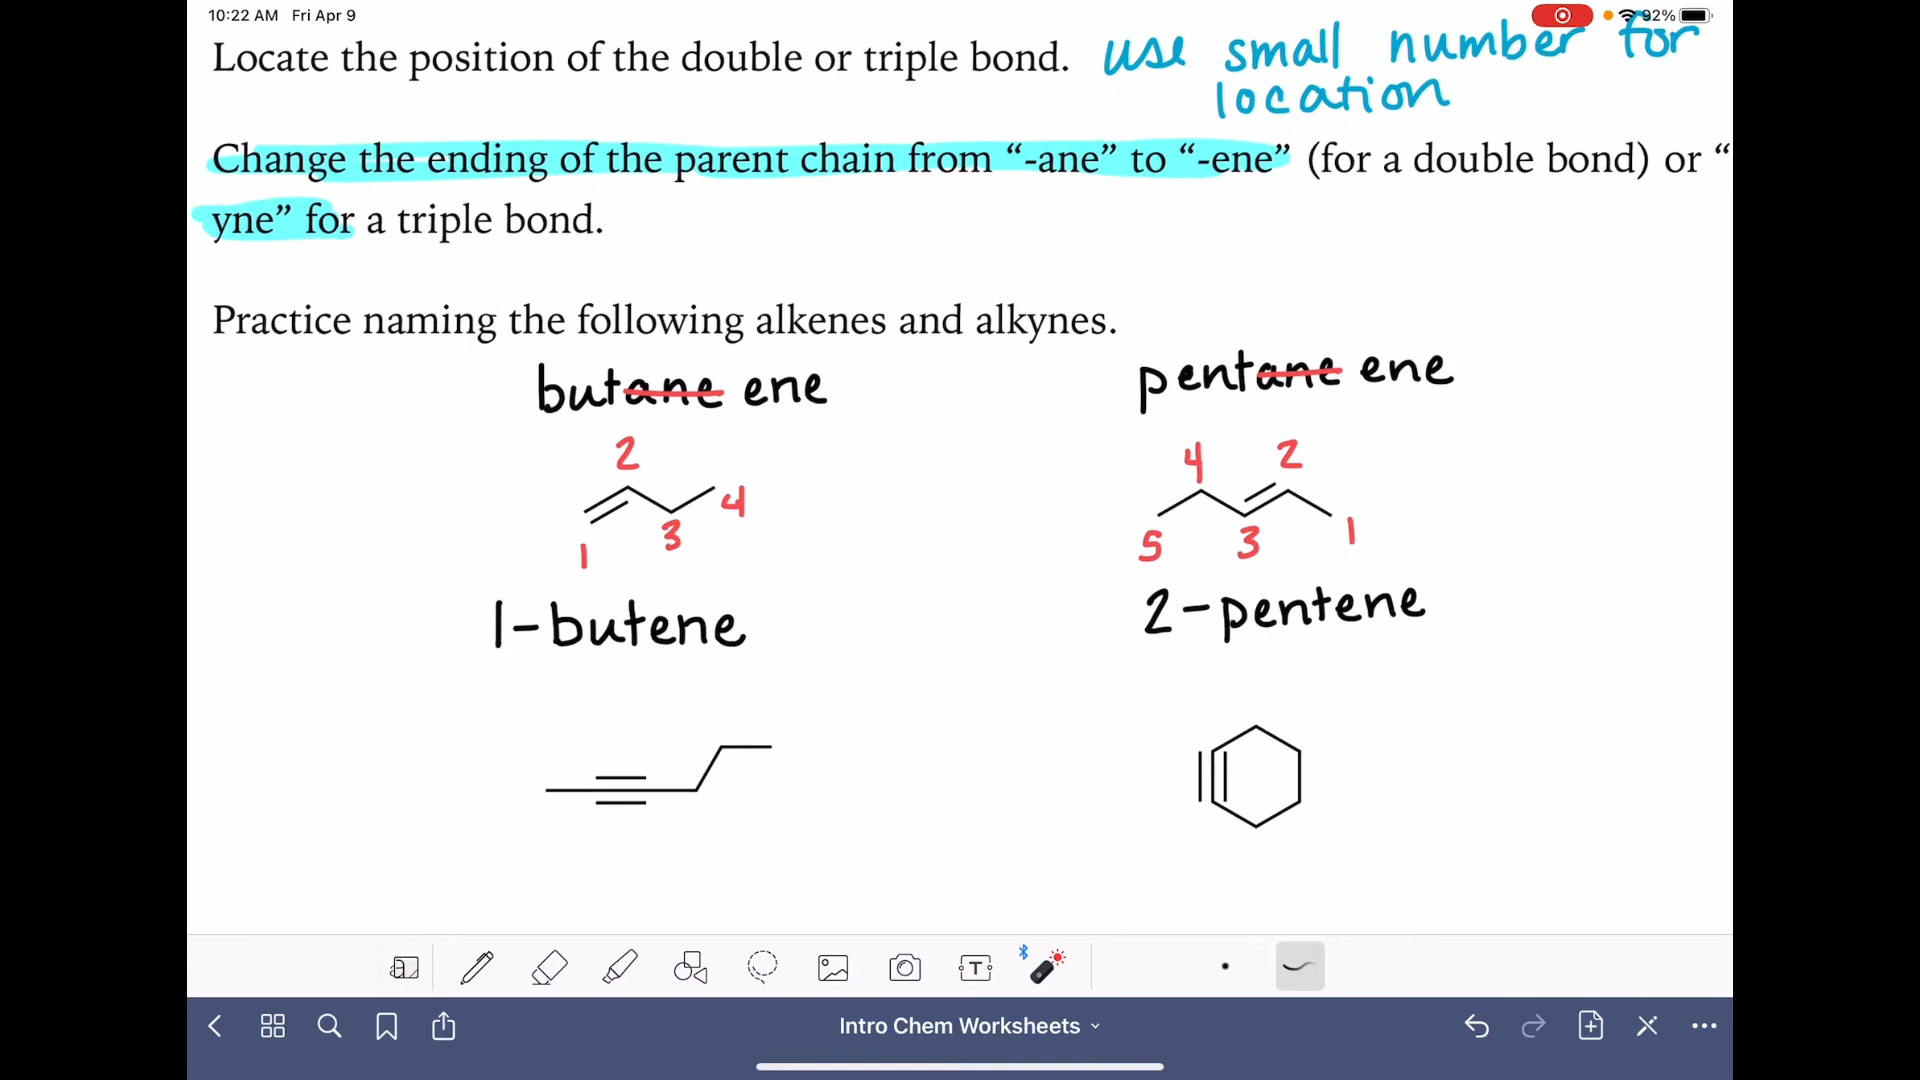 10:22 AM Fri Apr 9
92%
Locate the position of the double or triple bond. use small number for
location
Change the ending of the parent chain from “-ane” to “-ene” (for a double bond) or “
yne” for a triple bond.
Practice naming the following alkenes and alkynes.
butane ene
pentane ene
2
4 2
4
1 3
5 3 1
1-butene
2-pentene
a
T
Intro Chem Worksheets